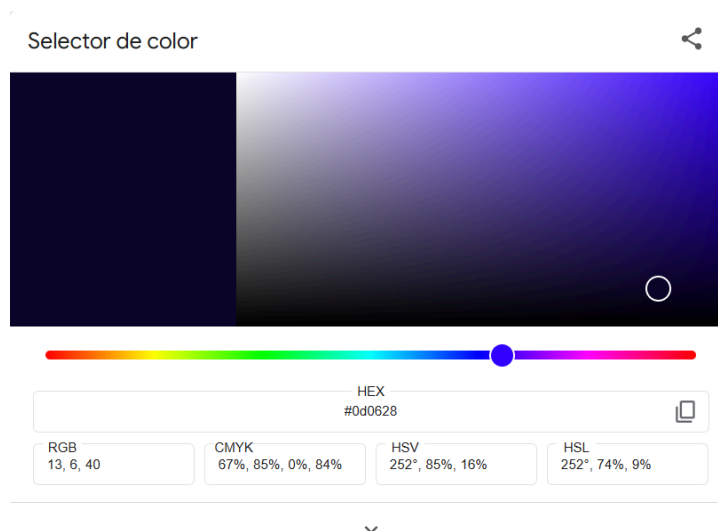 Selector de color
HEX
#0d0628
RGB
13, 6, 40
CMYK
67%, 85%, 0%, 84%
HSV
252°, 85%, 16%
HSL
252°, 74%, 9%